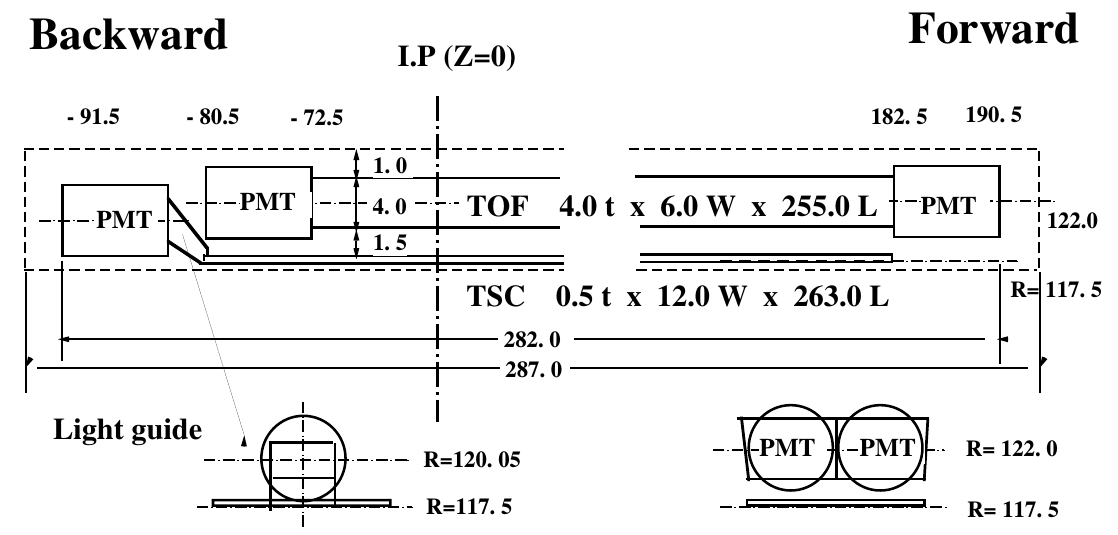 Backward
Forward
I.P (Z=0)
- 91.5
- 80.5
- 72.5
182. 5
190. 5
1. 0
PMT
PMT
4. 0
TOF 4.0 t x 6.0 W x 255.0 L
PMT
122.0
1. 5
TSC 0.5 t x 12.0 W x 263.0 L
R= 117.5
282. 0
287. 0
Light guide
R=120. 05
R=117. 5
PMT
PMT
R= 122. 0
R= 117. 5